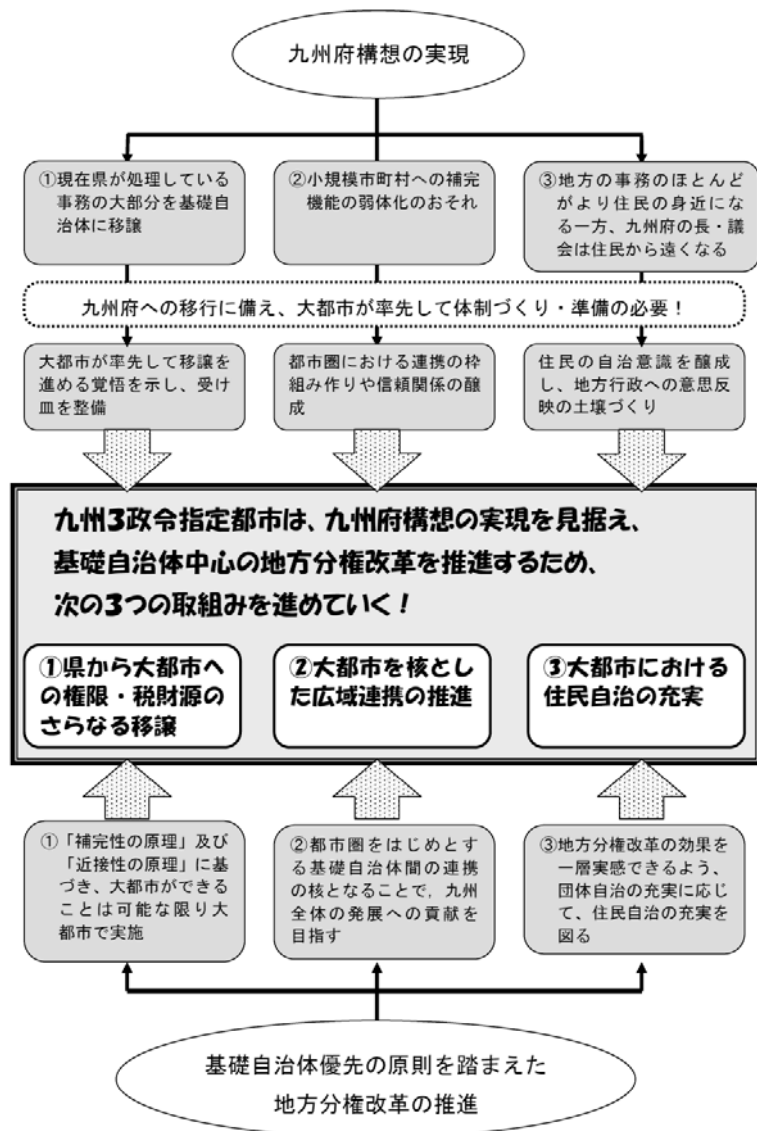 九州府構想の実現
①現在県が処理している
事務の大部分を基礎自
治体に移譲
②小規模市町村への補完
機能の弱体化のおそれ
③地方の事務のほとんど
がより住民の身近にな
る一方、九州府の長・議
会は住民から遠くなる
九州府への移行に備え、大都市が率先して体制づくり・準備の必要！
大都市が率先して移譲を
進める覚悟を示し、受け
皿を整備
都市圏における連携の枠
組み作りや信頼関係の醸
成
住民の自治意識を醸成
し、地方行政への意思反
映の土壌づくり
九州3政令指定都市は、九州府構想の実現を見据え、
基礎自治体中心の地方分権改革を推進するため、
次の3つの取組みを進めていく！
①県から大都市へ
の権限・税財源の
さらなる移譲
②大都市を核とし
た広域連携の推進
③大都市における
住民自治の充実
①「補完性の原理」及び
「近接性の原理」に基
づき、大都市ができる
ことは可能な限り大
都市で実施
②都市圏をはじめとす
る基礎自治体間の連携
の核となることで，九州
全体の発展への貢献を
目指す
③地方分権改革の効果を
一層実感できるよう、
団体自治の充実に応じ
て、住民自治の充実を
図る
基礎自治体優先の原則を踏まえた
地方分権改革の推進